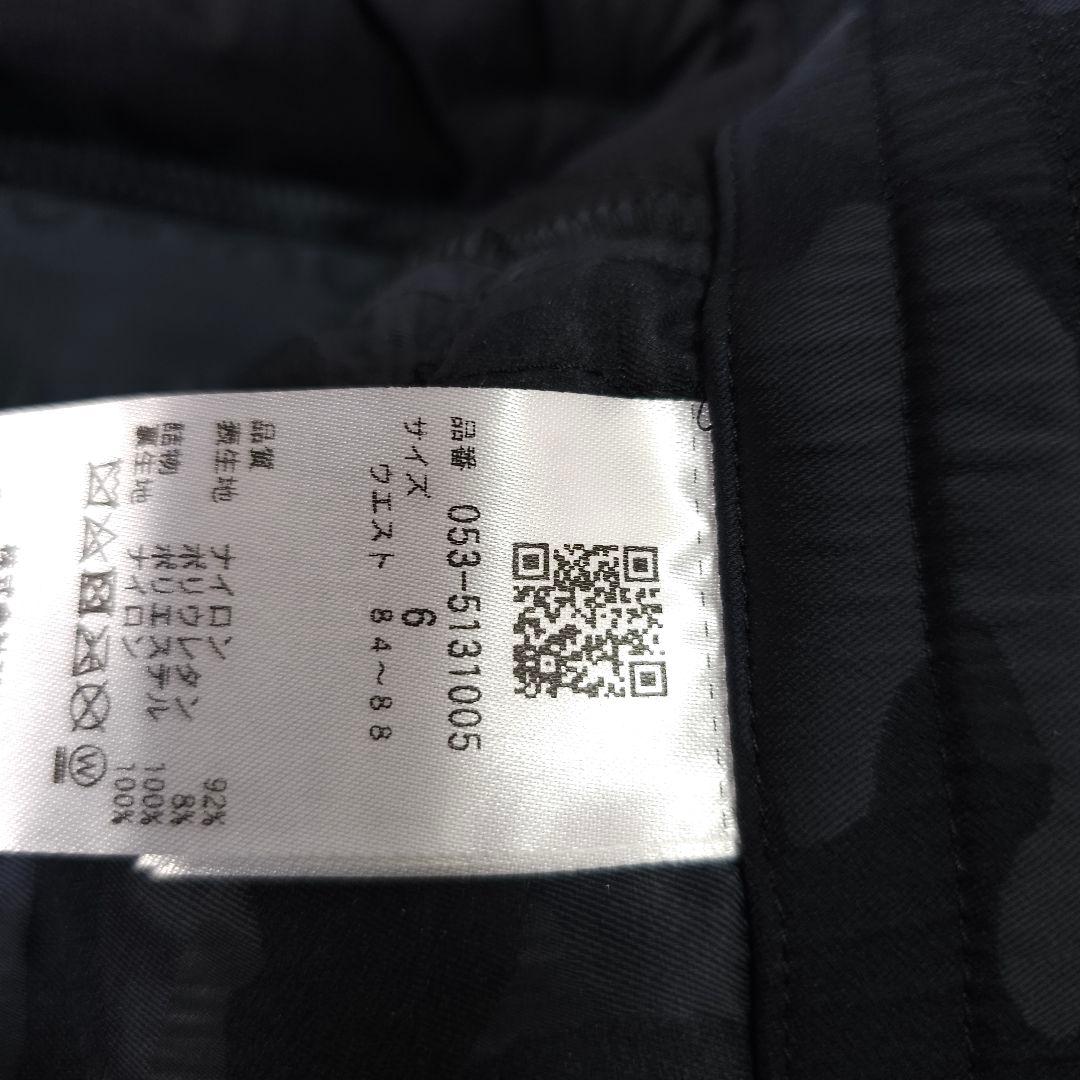 品番 053-5131005
サイズ 6
ウエスト 84～88
品質
表生地 ナイロン 92%
ポリウレタン 8%
詰物 ポリエステル 100%
裏生地 ナイロン 100%
W